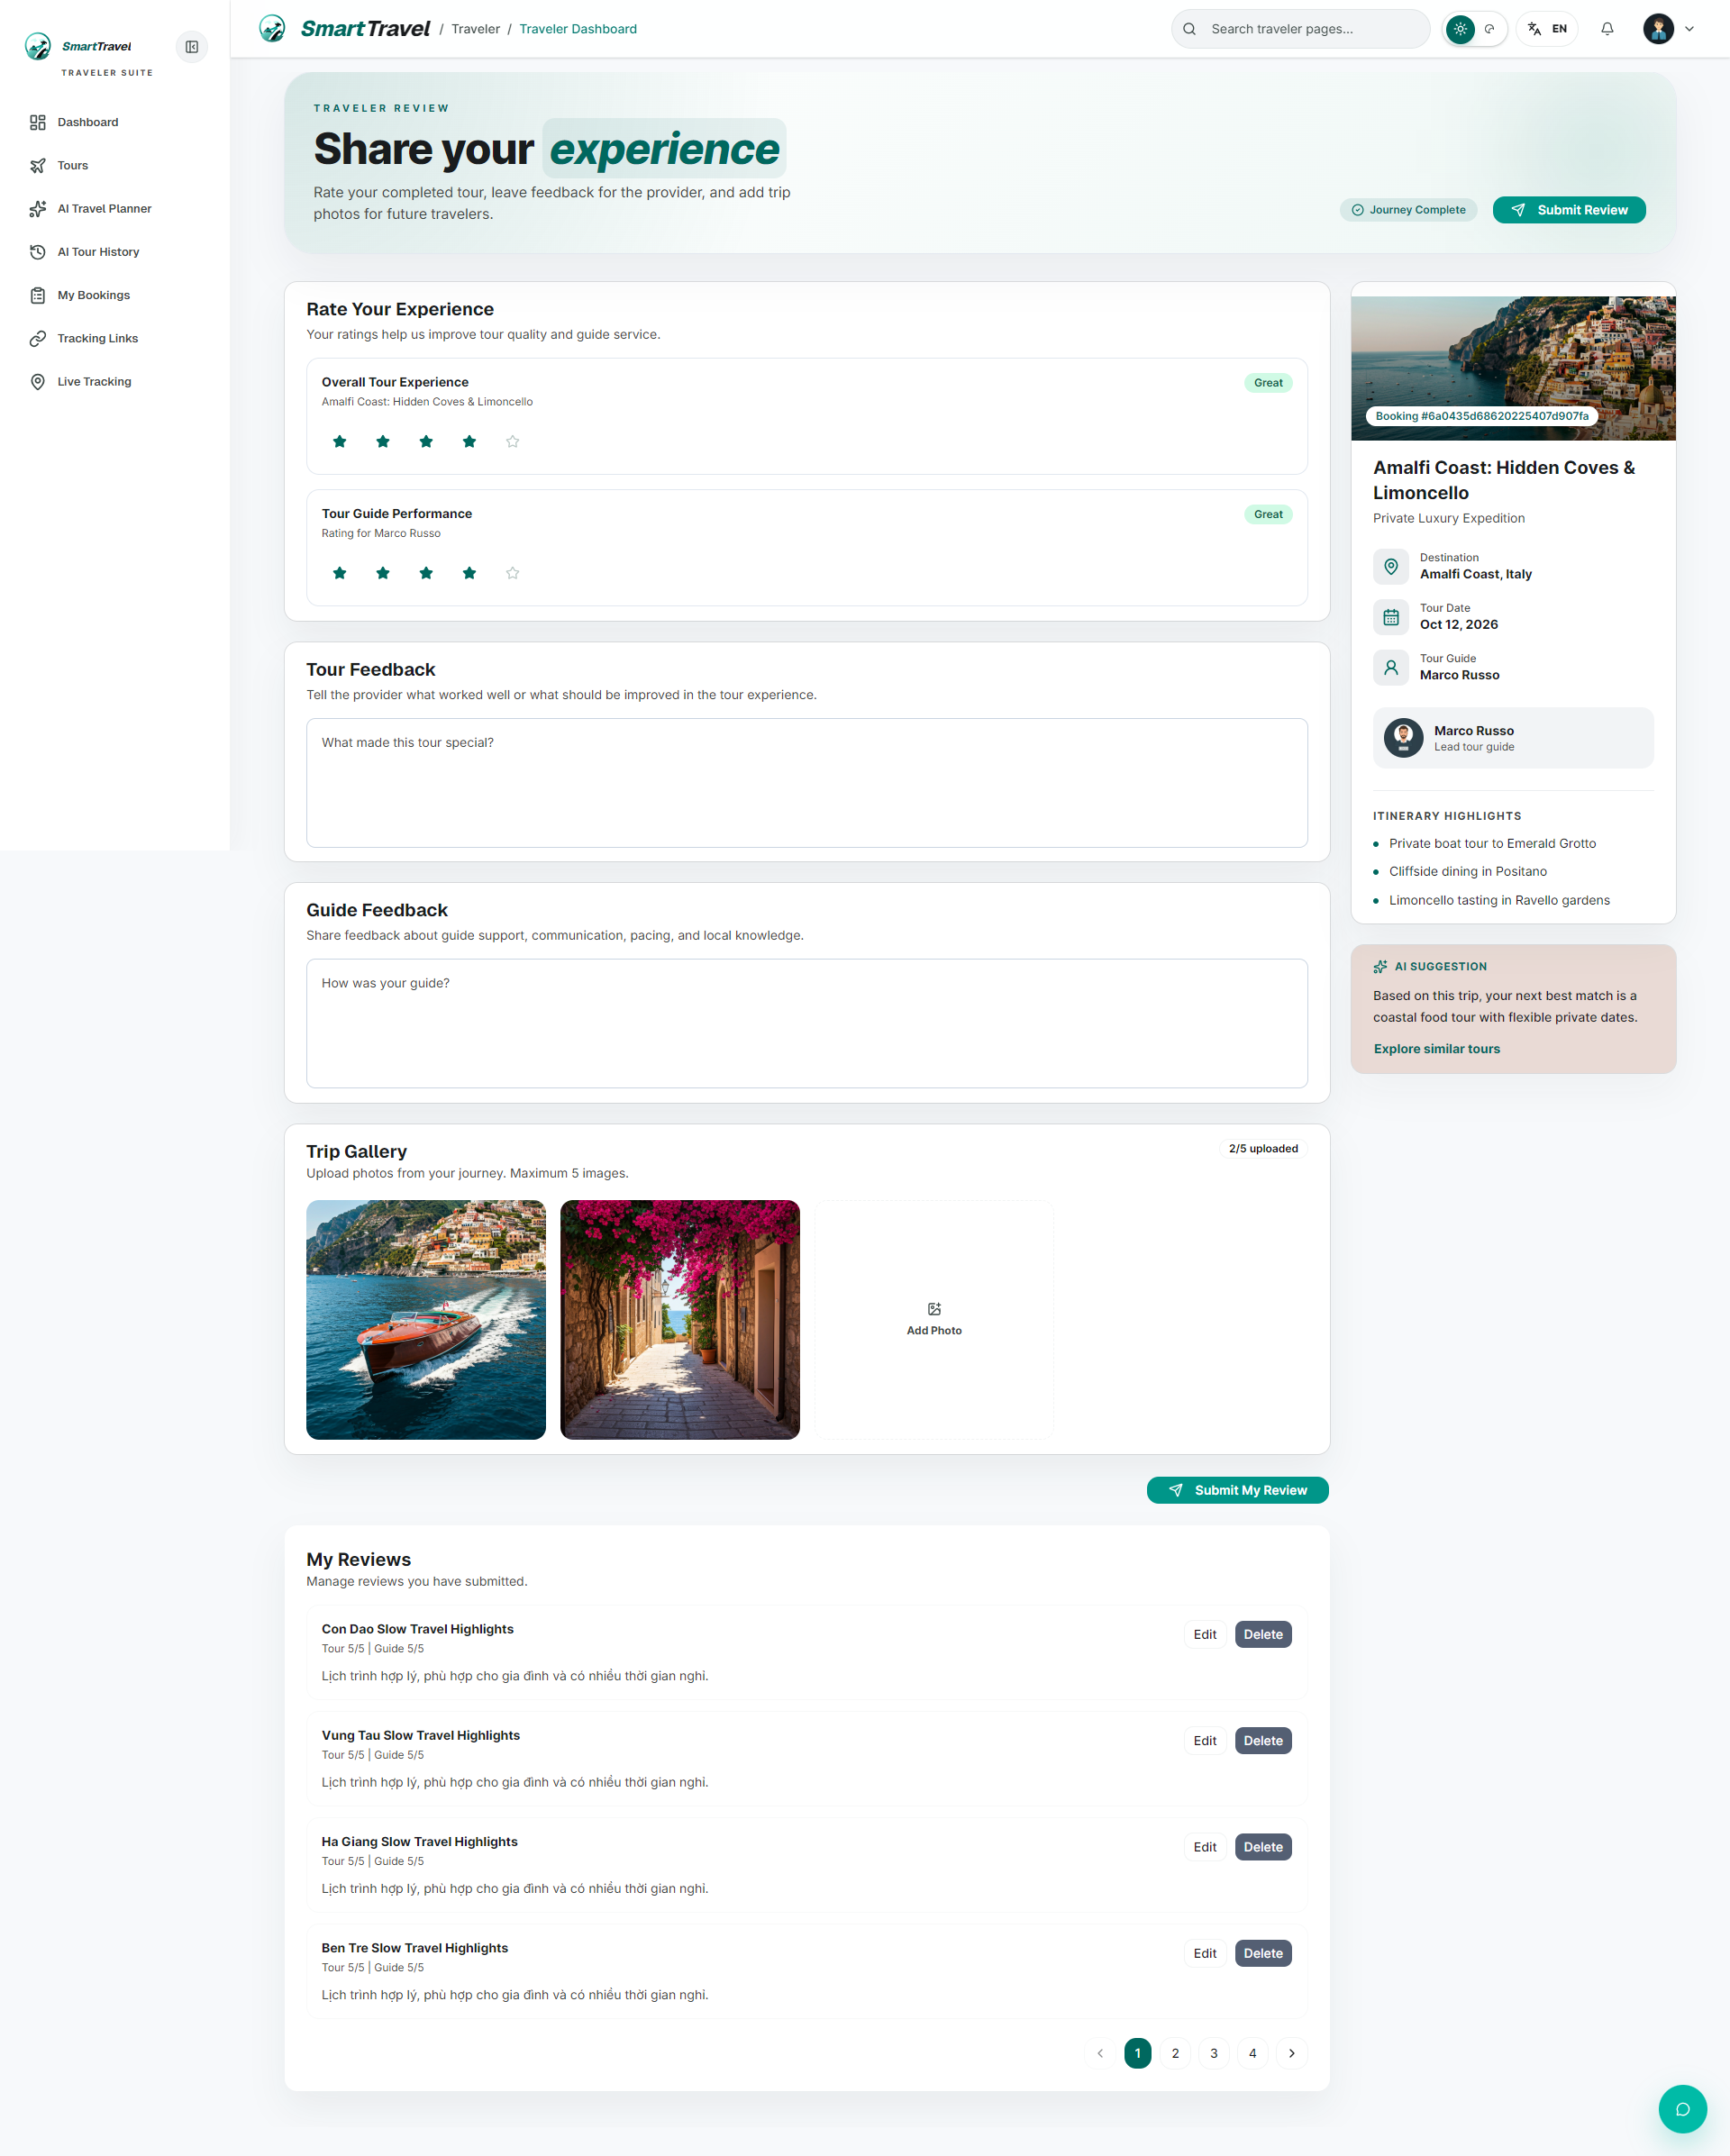 SmartTravel
TRAVELER SUITE
Dashboard
Tours
AI Travel Planner
AI Tour History
My Bookings
Tracking Links
Live Tracking
SmartTravel / Traveler / Traveler Dashboard
Search traveler pages...
EN
TRAVELER REVIEW
Share your experience
Rate your completed tour, leave feedback for the provider, and add trip
photos for future travelers.
Journey Complete
Submit Review
Rate Your Experience
Your ratings help us improve tour quality and guide service.
Overall Tour Experience
Great
Amalfi Coast: Hidden Coves & Limoncello
Tour Guide Performance
Great
Rating for Marco Russo
Tour Feedback
Tell the provider what worked well or what should be improved in the tour experience.
What made this tour special?
Guide Feedback
Share feedback about guide support, communication, pacing, and local knowledge.
How was your guide?
Trip Gallery
2/5 uploaded
Upload photos from your journey. Maximum 5 images.
Add Photo
Submit My Review
My Reviews
Manage reviews you have submitted.
Con Dao Slow Travel Highlights
Edit
Delete
Tour 5/5 | Guide 5/5
Lịch trình hợp lý, phù hợp cho gia đình và có nhiều thời gian nghỉ.
Vung Tau Slow Travel Highlights
Edit
Delete
Tour 5/5 | Guide 5/5
Lịch trình hợp lý, phù hợp cho gia đình và có nhiều thời gian nghỉ.
Ha Giang Slow Travel Highlights
Edit
Delete
Tour 5/5 | Guide 5/5
Lịch trình hợp lý, phù hợp cho gia đình và có nhiều thời gian nghỉ.
Ben Tre Slow Travel Highlights
Edit
Delete
Tour 5/5 | Guide 5/5
Lịch trình hợp lý, phù hợp cho gia đình và có nhiều thời gian nghỉ.
1 2 3 4
Booking #6a0435d68620225407d907fa
Amalfi Coast: Hidden Coves &
Limoncello
Private Luxury Expedition
Destination
Amalfi Coast, Italy
Tour Date
Oct 12, 2026
Tour Guide
Marco Russo
Marco Russo
Lead tour guide
ITINERARY HIGHLIGHTS
Private boat tour to Emerald Grotto
Cliffside dining in Positano
Limoncello tasting in Ravello gardens
AI SUGGESTION
Based on this trip, your next best match is a
coastal food tour with flexible private dates.
Explore similar tours